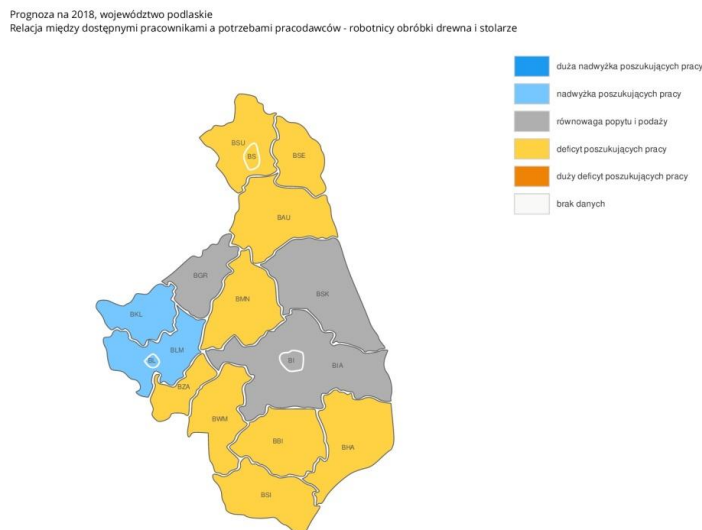 Prognoza na 2018, województwo podlaskie
Relacja między dostępnymi pracownikami a potrzebami pracodawców - robotnicy obróbki drewna i stolarze
duża nadwyżka poszukujących pracy
nadwyżka poszukujących pracy
równowaga popytu i podaży
deficyt poszukujących pracy
duży deficyt poszukujących pracy
brak danych
BSU
BS
BSE
BAU
BGR
BMN
BSK
BKL
BLM
BL
BI
BIA
BZA
BWM
BBI
BHA
BSI